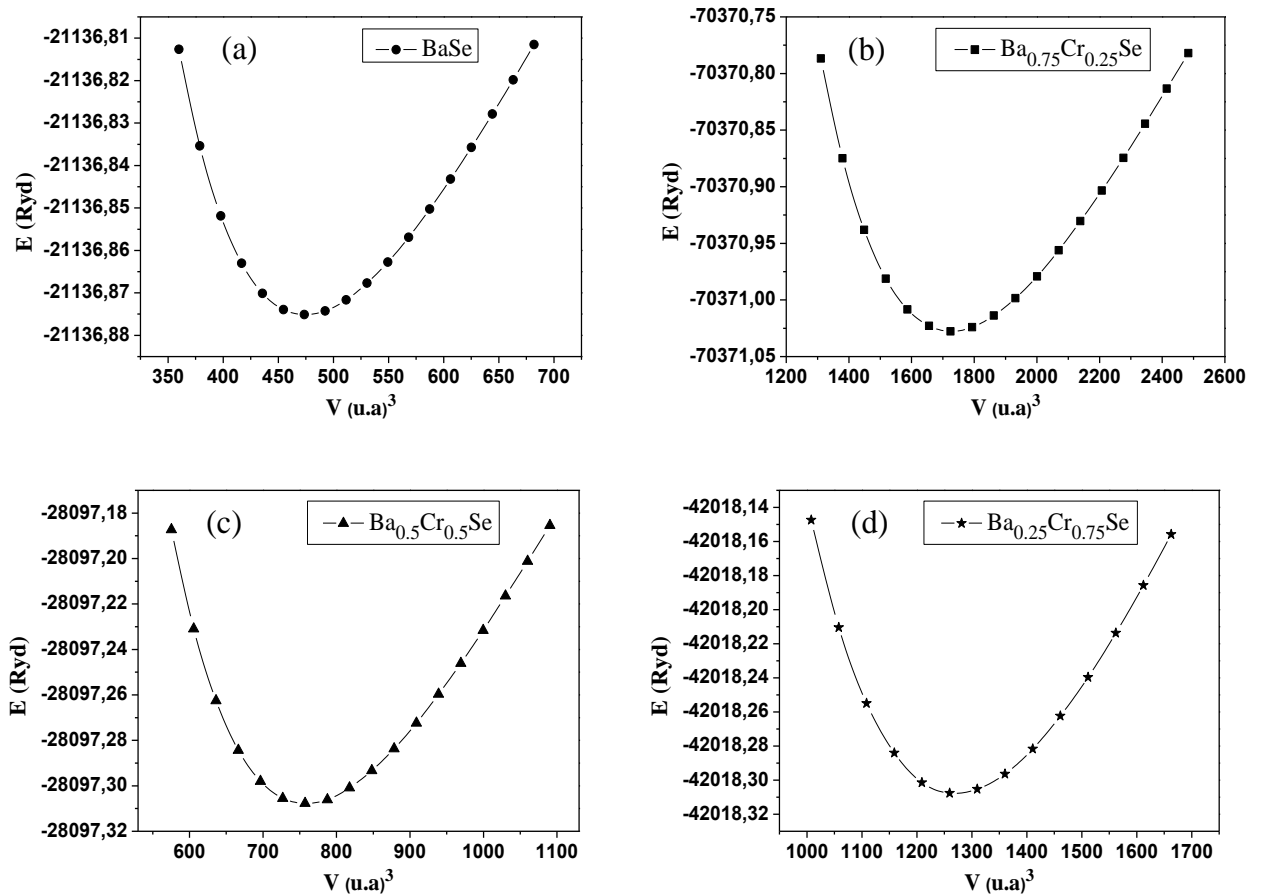 (a)
BaSe
-21136,81
-21136,82
-21136,83
-21136,84
-21136,85
-21136,86
-21136,87
-21136,88
E (Ryd)
350 400 450 500 550 600 650 700
V (u.a)³
(b)
Ba₀.₇₅Cr₀.₂₅Se
-70370,75
-70370,80
-70370,85
-70370,90
-70370,95
-70371,00
-70371,05
E (Ryd)
1200 1400 1600 1800 2000 2200 2400 2600
V (u.a)³
(c)
Ba₀.₅Cr₀.₅Se
-28097,18
-28097,20
-28097,22
-28097,24
-28097,26
-28097,28
-28097,30
-28097,32
E (Ryd)
600 700 800 900 1000 1100
V (u.a)³
(d)
Ba₀.₂₅Cr₀.₇₅Se
-42018,14
-42018,16
-42018,18
-42018,20
-42018,22
-42018,24
-42018,26
-42018,28
-42018,30
-42018,32
E (Ryd)
1000 1100 1200 1300 1400 1500 1600 1700
V (u.a)³